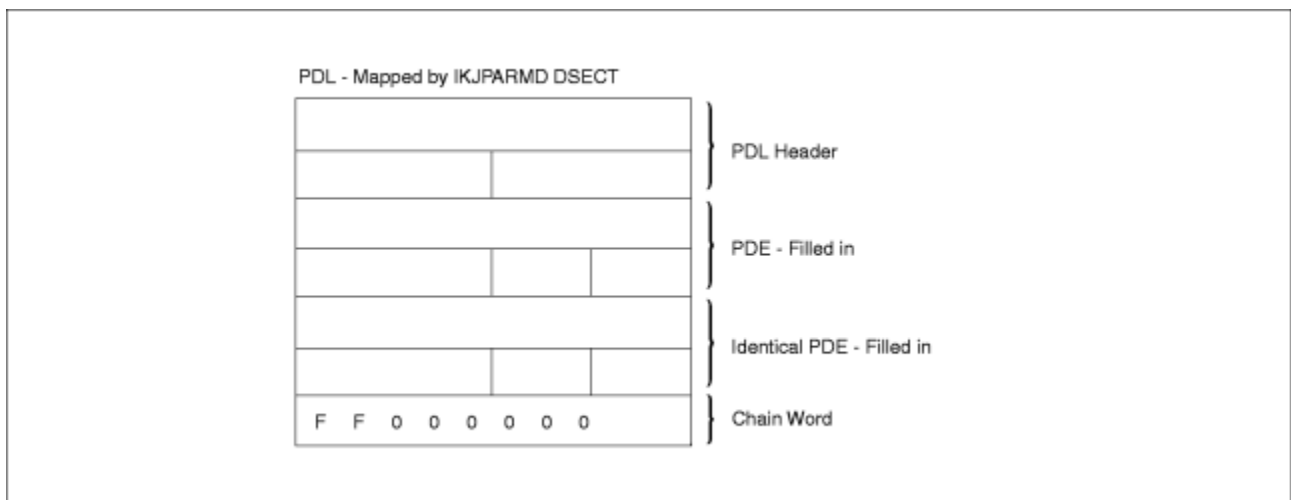 PDL - Mapped by IKJPARMD DSECT
PDL Header
PDE - Filled in
Identical PDE - Filled in
F F 0 0 0 0 0 0
Chain Word